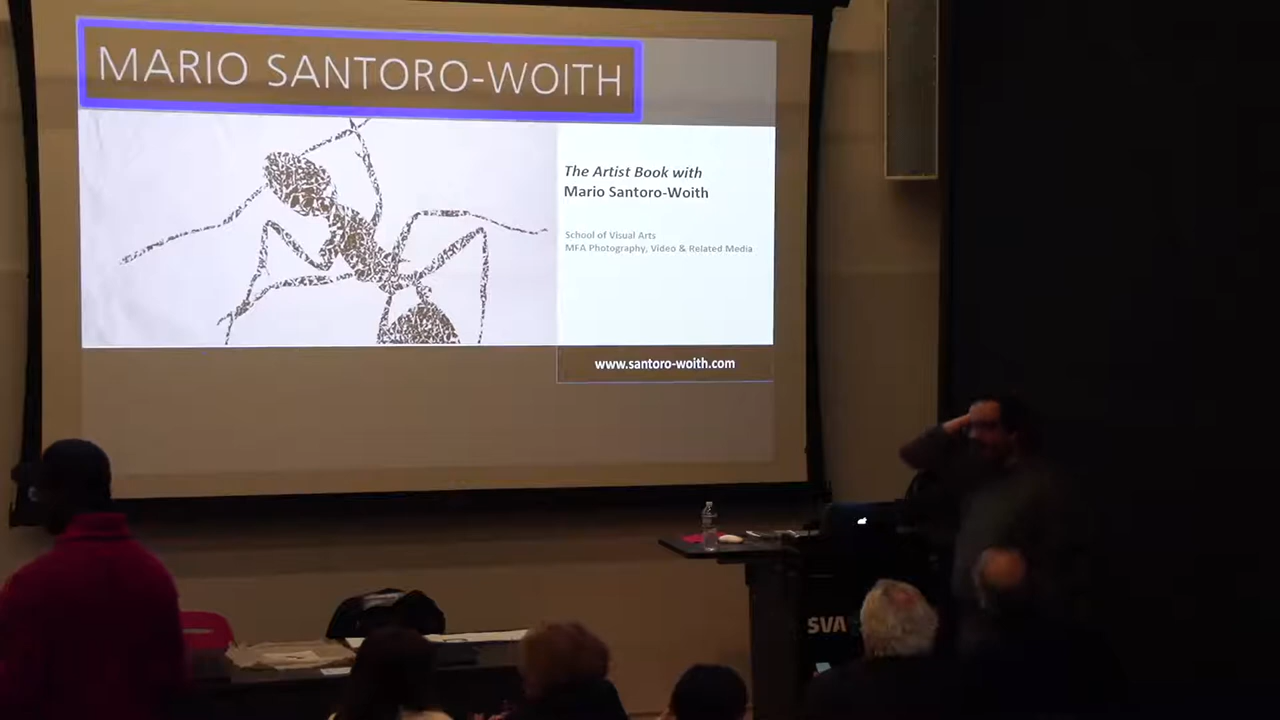 MARIO SANTORO-WOITH
The Artist Book with
Mario Santoro-Woith
School of Visual Arts
MFA Photography, Video & Related Media
www.santoro-woith.com
SVA